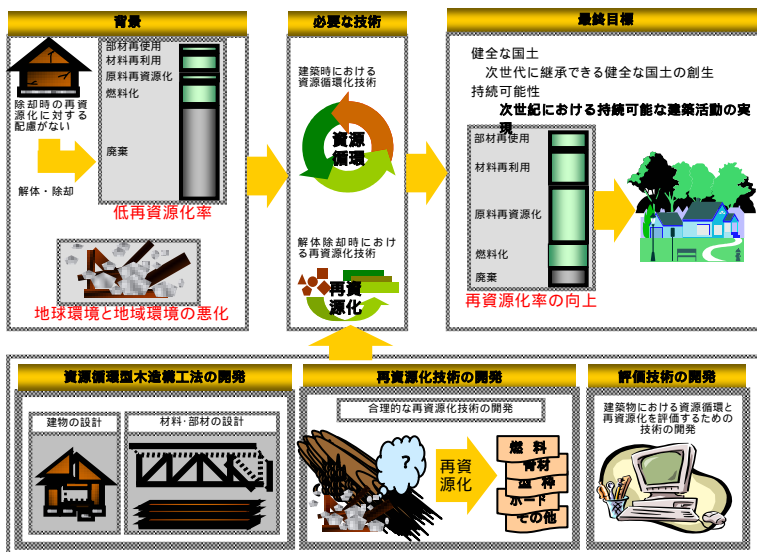 背景
部材再使用
材料再利用
原料再資源化
燃料化
廃棄
除却時の再資
源化に対する
配慮がない
解体・除却
低再資源化率
地球環境と地域環境の悪化
必要な技術
建築時における
資源循環化技術
資源
循環
解体除却時におけ
る再資源化技術
再資
源化
最終目標
健全な国土
次世代に継承できる健全な国土の創生
持続可能性
次世紀における持続可能な建築活動の実
現
部材再使用
材料再利用
原料再資源化
燃料化
廃棄
再資源化率の向上
資源循環型木造構工法の開発
建物の設計
材料・部材の設計
再資源化技術の開発
合理的な再資源化技術の開発
?
再資
源化
燃料
骨材
型枠
ボード
その他
評価技術の開発
建築物における資源循環と
再資源化を評価するための
技術の開発